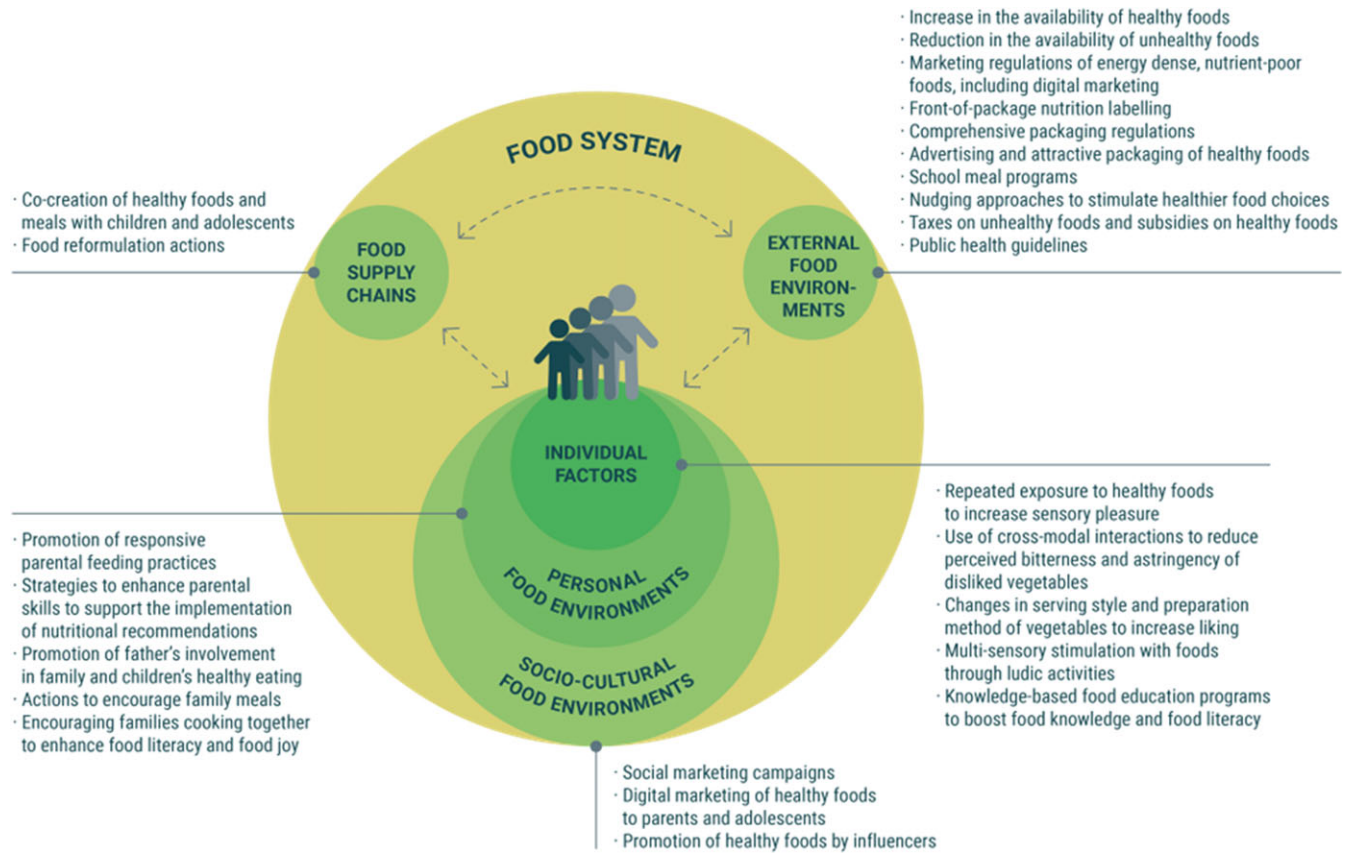 · Increase in the availability of healthy foods
· Reduction in the availability of unhealthy foods
· Marketing regulations of energy dense, nutrient-poor
foods, including digital marketing
· Front-of-package nutrition labelling
· Comprehensive packaging regulations
· Advertising and attractive packaging of healthy foods
· School meal programs
· Nudging approaches to stimulate healthier food choices
· Taxes on unhealthy foods and subsidies on healthy foods
· Public health guidelines
FOOD SYSTEM
· Co-creation of healthy foods and
meals with children and adolescents
· Food reformulation actions
FOOD
SUPPLY
CHAINS
EXTERNAL
FOOD
ENVIRON-
MENTS
INDIVIDUAL
FACTORS
PERSONAL
FOOD ENVIRONMENTS
SOCIO-CULTURAL
FOOD ENVIRONMENTS
· Promotion of responsive
parental feeding practices
· Strategies to enhance parental
skills to support the implementation
of nutritional recommendations
· Promotion of father's involvement
in family and children's healthy eating
· Actions to encourage family meals
· Encouraging families cooking together
to enhance food literacy and food joy
· Repeated exposure to healthy foods
to increase sensory pleasure
· Use of cross-modal interactions to reduce
perceived bitterness and astringency of
disliked vegetables
· Changes in serving style and preparation
method of vegetables to increase liking
· Multi-sensory stimulation with foods
through ludic activities
· Knowledge-based food education programs
to boost food knowledge and food literacy
· Social marketing campaigns
· Digital marketing of healthy foods
to parents and adolescents
· Promotion of healthy foods by influencers